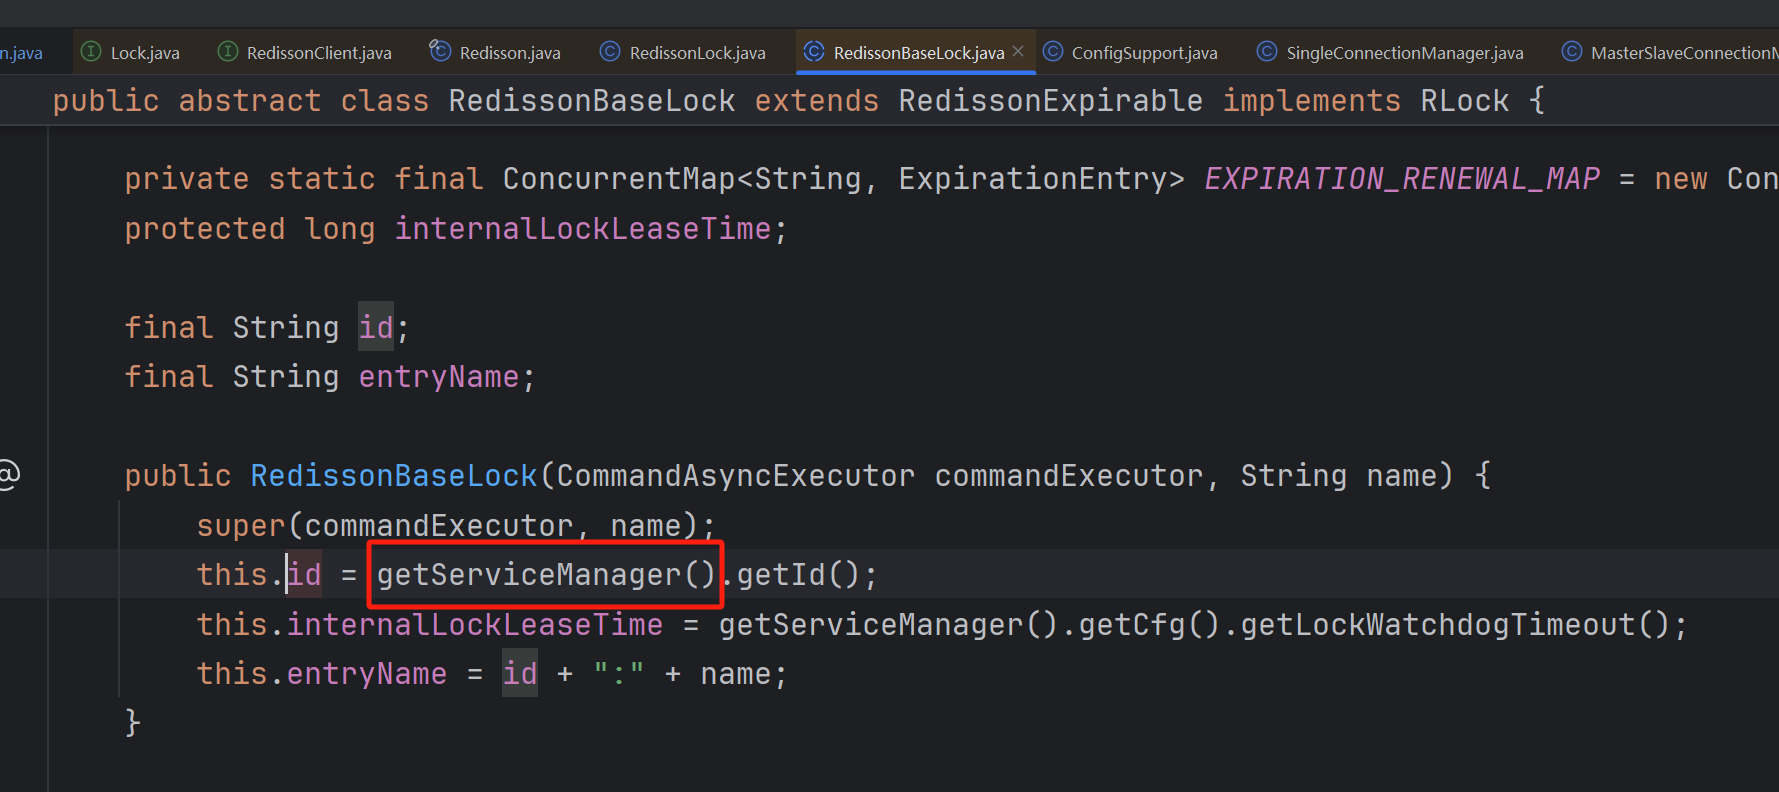 n.java Lock.java RedissonClient.java Redisson.java RedissonLock.java RedissonBaseLock.java ConfigSupport.java SingleConnectionManager.java MasterSlaveConnectionM
public abstract class RedissonBaseLock extends RedissonExpirable implements RLock {
private static final ConcurrentMap<String, ExpirationEntry> EXPIRATION_RENEWAL_MAP = new Con
protected long internalLockLeaseTime;
final String id;
final String entryName;
public RedissonBaseLock(CommandAsyncExecutor commandExecutor, String name) {
super(commandExecutor, name);
this.id = getServiceManager().getId();
this.internalLockLeaseTime = getServiceManager().getCfg().getLockWatchdogTimeout();
this.entryName = id + ":" + name;
}